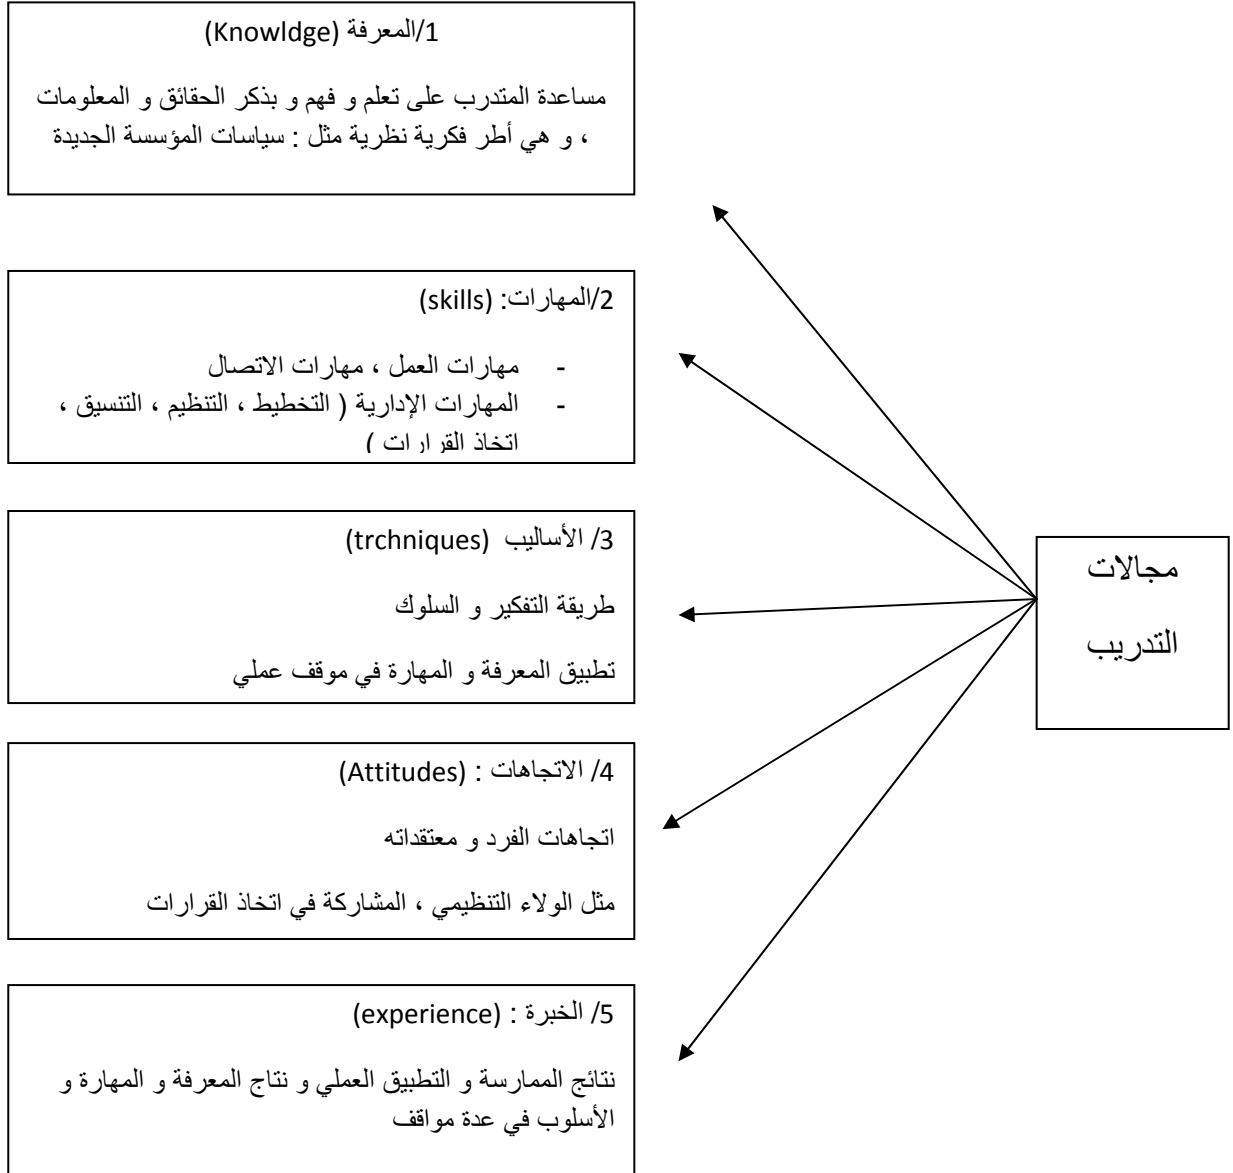 1/المعرفة (Knowldge)
مساعدة المتدرب على تعلم و فهم و بذكر الحقائق و المعلومات
، و هي أطر فكرية نظرية مثل : سياسات المؤسسة الجديدة
2/المهارات: (skills)
- مهارات العمل ، مهارات الاتصال
- المهارات الإدارية ( التخطيط ، التنظيم ، التنسيق ،
اتخاذ القرارات )
3/ الأساليب (trchniques)
طريقة التفكير و السلوك
تطبيق المعرفة و المهارة في موقف عملي
4/ الاتجاهات : (Attitudes)
اتجاهات الفرد و معتقداته
مثل الولاء التنظيمي ، المشاركة في اتخاذ القرارات
5/ الخبرة : (experience)
نتائج الممارسة و التطبيق العملي و نتاج المعرفة و المهارة و
الأسلوب في عدة مواقف
مجالات
التدريب